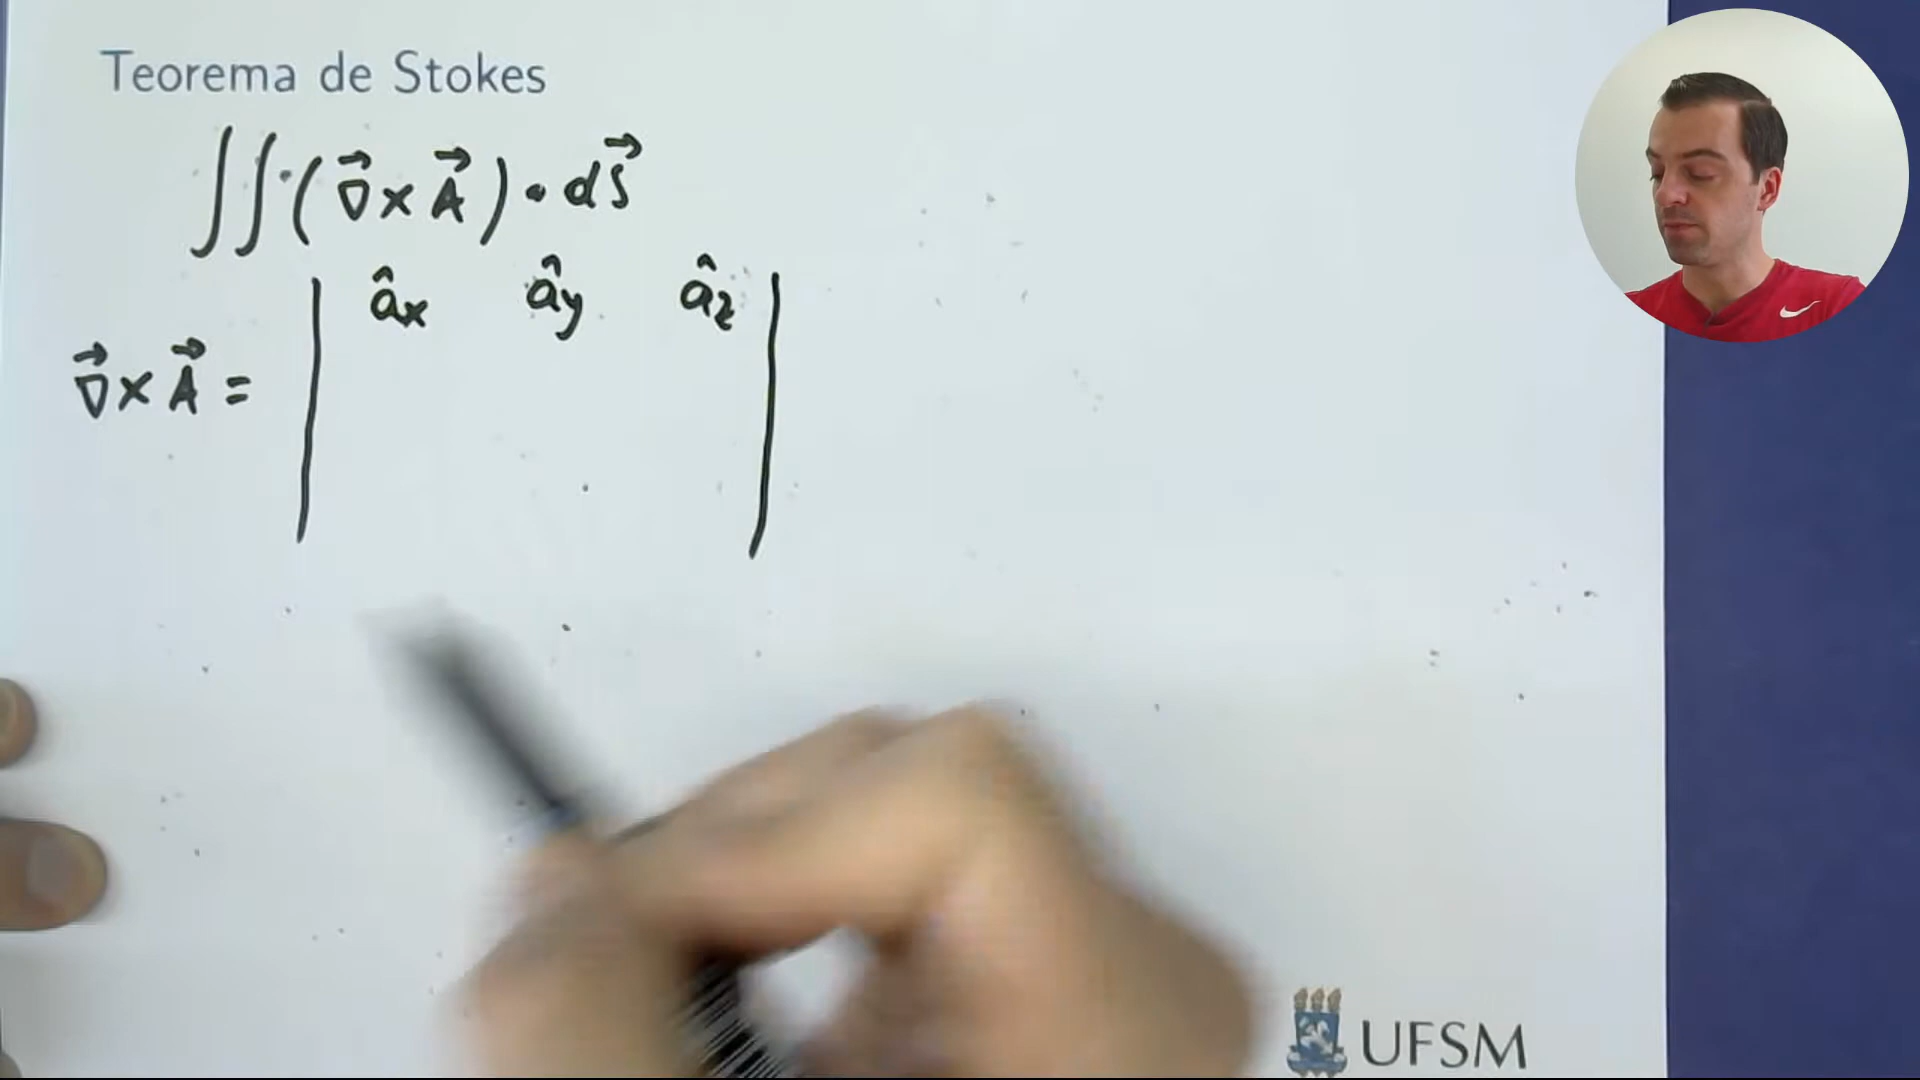 Teorema de Stokes
∬(∇⃗×A⃗)•dS⃗
∇⃗×A⃗ = | âx ây âz |
UFSM